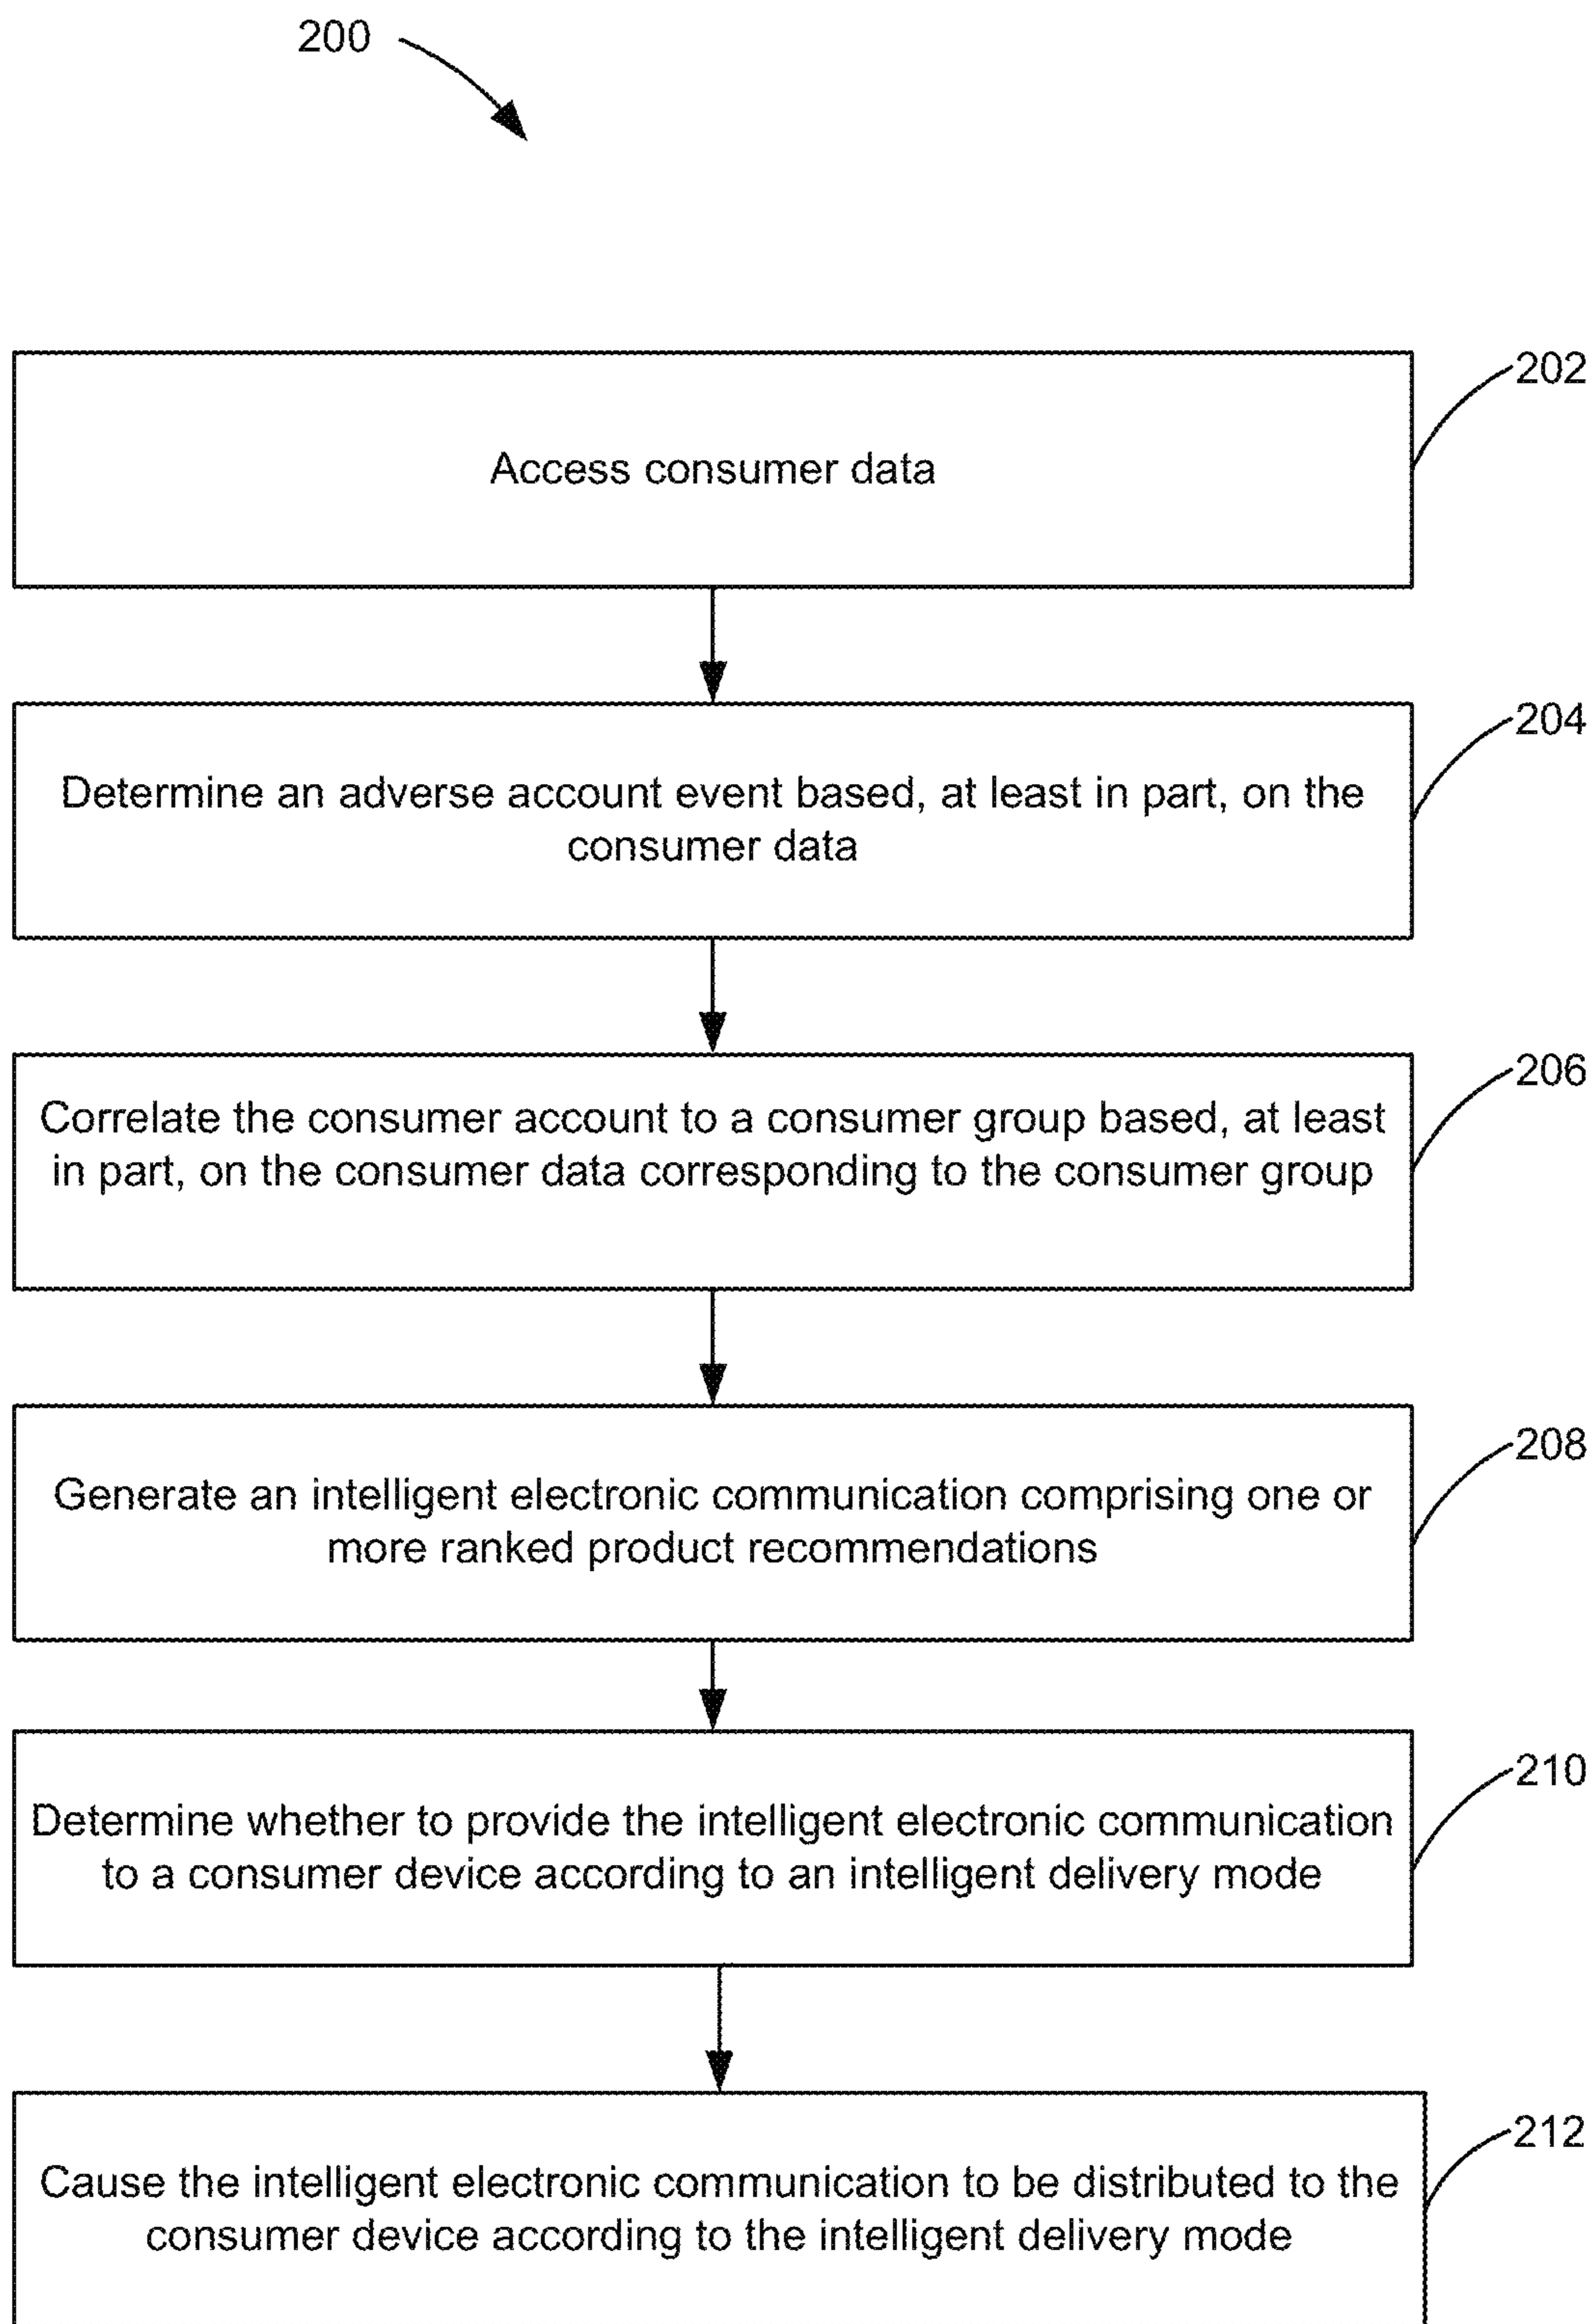 200
202
Access consumer data
204
Determine an adverse account event based, at least in part, on the
consumer data
206
Correlate the consumer account to a consumer group based, at least
in part, on the consumer data corresponding to the consumer group
208
Generate an intelligent electronic communication comprising one or
more ranked product recommendations
210
Determine whether to provide the intelligent electronic communication
to a consumer device according to an intelligent delivery mode
212
Cause the intelligent electronic communication to be distributed to the
consumer device according to the intelligent delivery mode